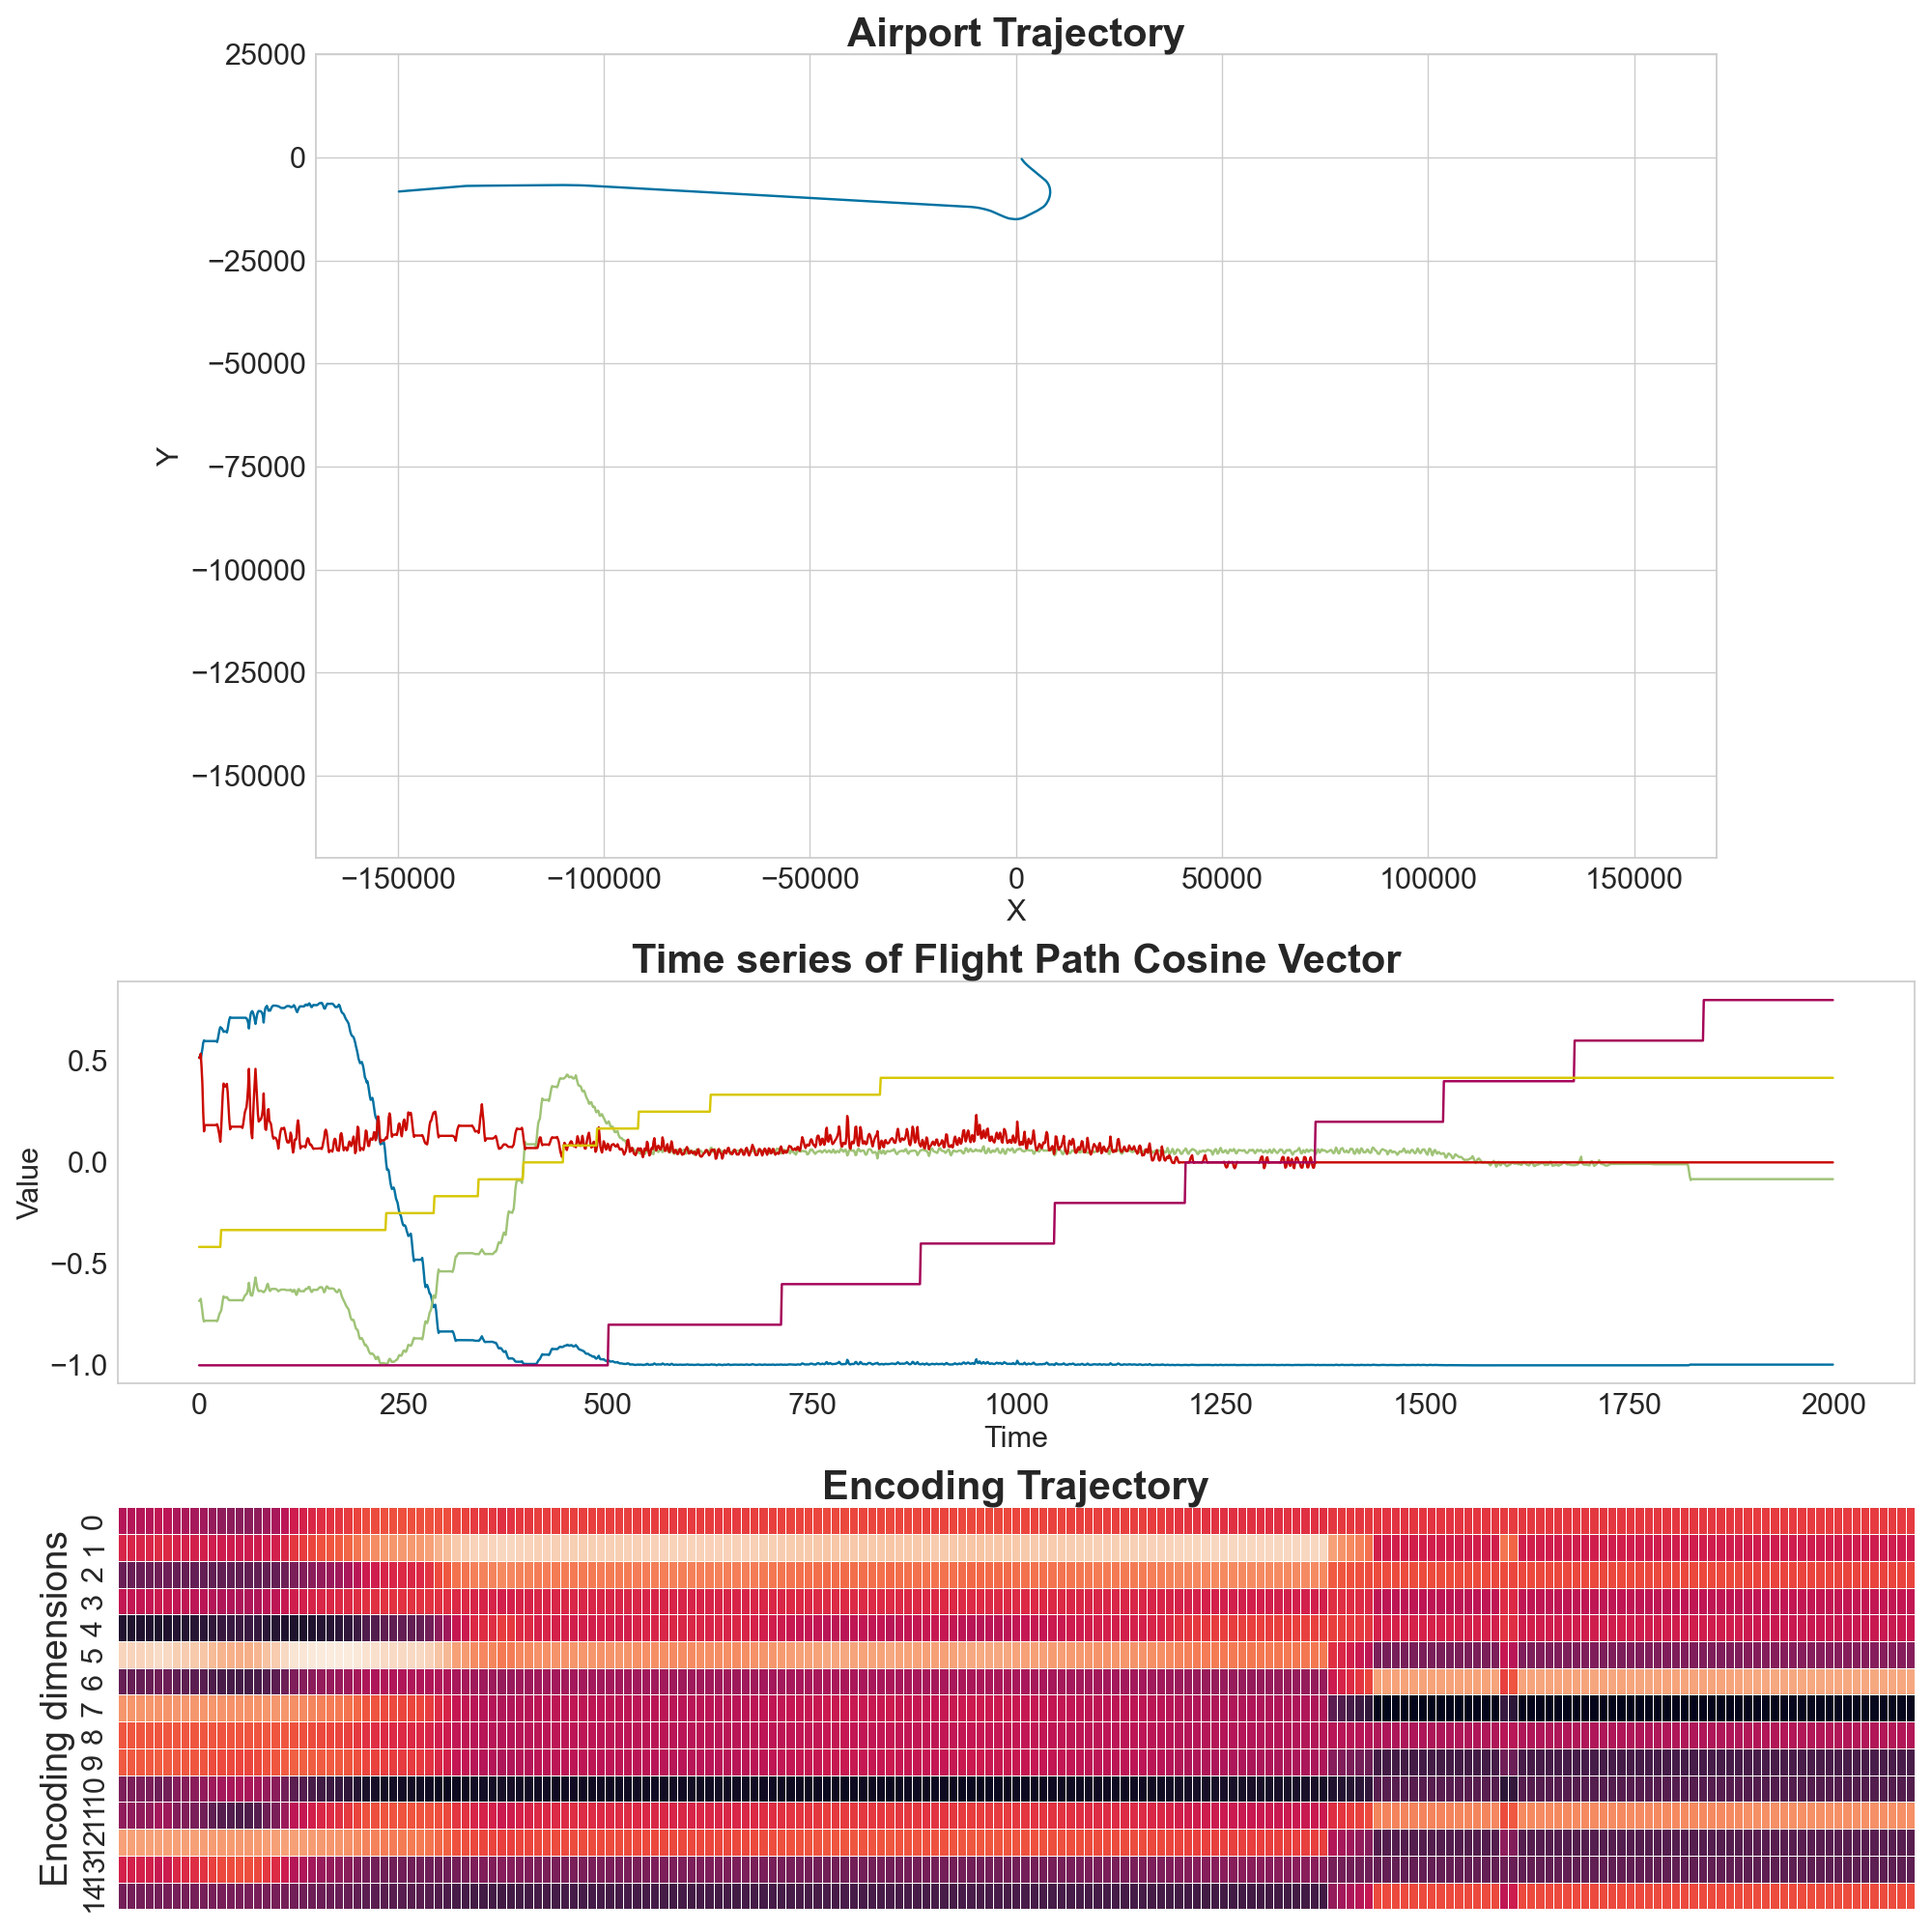 Airport Trajectory
25000
0
−25000
−50000
−75000
−100000
−125000
−150000
Y
−150000 −100000 −50000 0 50000 100000 150000
X
Time series of Flight Path Cosine Vector
0.5
0.0
−0.5
−1.0
Value
0 250 500 750 1000 1250 1500 1750 2000
Time
Encoding Trajectory
Encoding dimensions
0
1
2
3
4
5
6
7
8
9
10
11
12
13
14